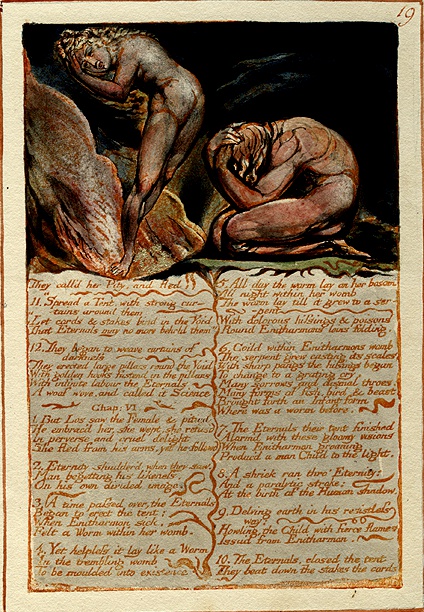 19
They call'd her Pity, and fled
11. "Spread a Tent, with strong cur-
tains around them
"Let cords & stakes bind in the Void
That Eternals may no more behold them"
12. They began to weave curtains of
darkness
They erected large pillars round the Void
With golden hooks fastend in the pillars
With infinite labour the Eternals
A woof wove, and called it Science
Chap: VI
1. But Los saw the Female & pitied
He embrac'd her, she wept, she refus'd
In perverse and cruel delight
She fled from his arms, yet he followd
2. Eternity shudder'd when they saw,
Man begetting his likeness
On his own divided image
3. A time passed over, the Eternals
Began to erect the tent;
When Enitharmon sick,
Felt a Worm within her womb.
4. Yet helpless it lay like a Worm
In the trembling womb
To be moulded into existence
5. All day the worm lay on her bosom
All night within her womb
The worm lay till it grew to a ser-
pent
With dolorous hissings & poisons
Round Enitharmons loins folding,
6. Coild within Enitharmons womb
The serpent grew casting its scales,
With sharp pangs the hissings began
To change to a grating cry,
Many sorrows and dismal throes,
Many forms of fish, bird & beast
Brought forth an Infant form
Where was a worm before.
7. The Eternals their tent finished
Alarm'd with these gloomy visions
When Enitharmon groaning
Produc'd a man Child to the light.
8. A shriek ran thro' Eternity:
And a paralytic stroke;
At the birth of the Human shadow.
9. Delving earth in his resistless
way;
Howling, the Child with fierce flames
Issu'd from Enitharmon.
10. The Eternals, closed the tent
They beat down the stakes the cords